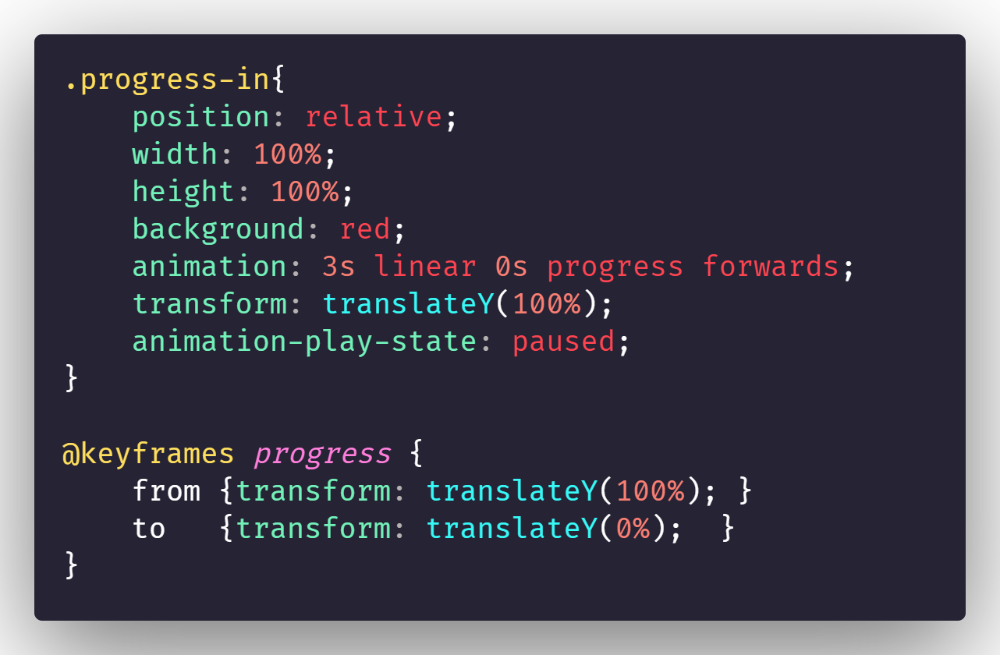 .progress-in{
    position: relative;
    width: 100%;
    height: 100%;
    background: red;
    animation: 3s linear 0s progress forwards;
    transform: translateY(100%);
    animation-play-state: paused;
}

@keyframes progress {
    from {transform: translateY(100%); }
    to   {transform: translateY(0%);  }
}